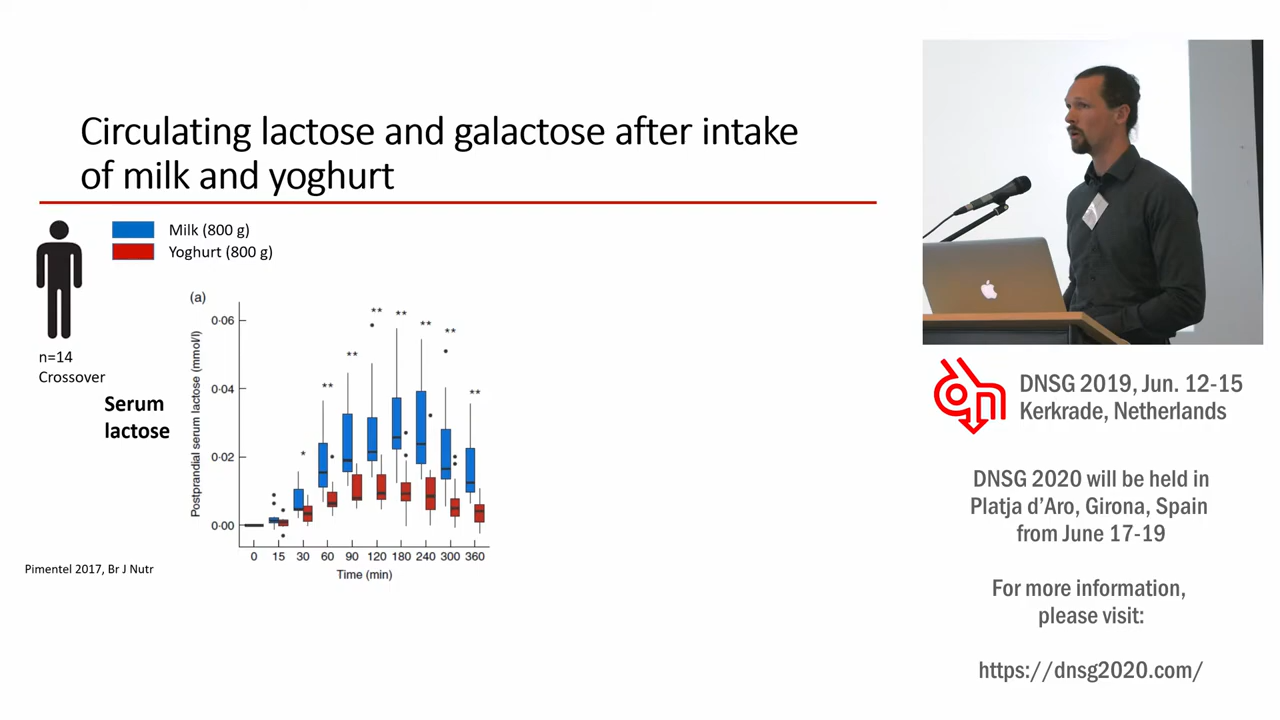 Circulating lactose and galactose after intake
of milk and yoghurt
Milk (800 g)
Yoghurt (800 g)
n=14
Crossover
Serum
lactose
(a)
Postprandial serum lactose (mmol/l)
0·06
0·04
0·02
0·00
* ** ** ** ** ** ** **
0 15 30 60 90 120 180 240 300 360
Time (min)
Pimentel 2017, Br J Nutr
DNSG 2019, Jun. 12-15
Kerkrade, Netherlands
DNSG 2020 will be held in
Platja d'Aro, Girona, Spain
from June 17-19
For more information,
please visit:
https://dnsg2020.com/